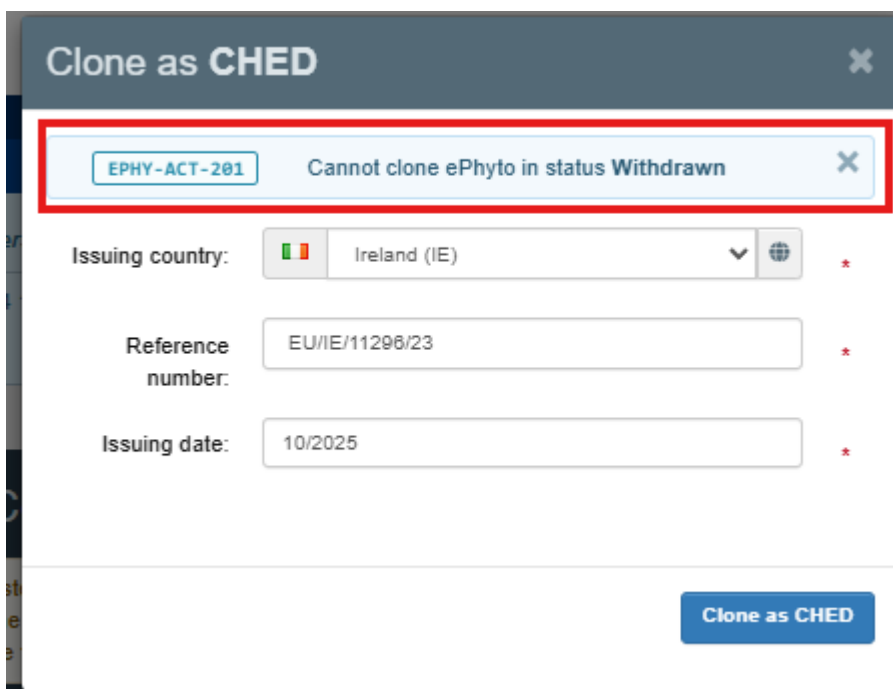 Clone as CHED
EPHY-ACT-201 Cannot clone ePhyto in status Withdrawn
Issuing country: Ireland (IE) *
Reference number: EU/IE/11296/23 *
Issuing date: 10/2025 *
Clone as CHED